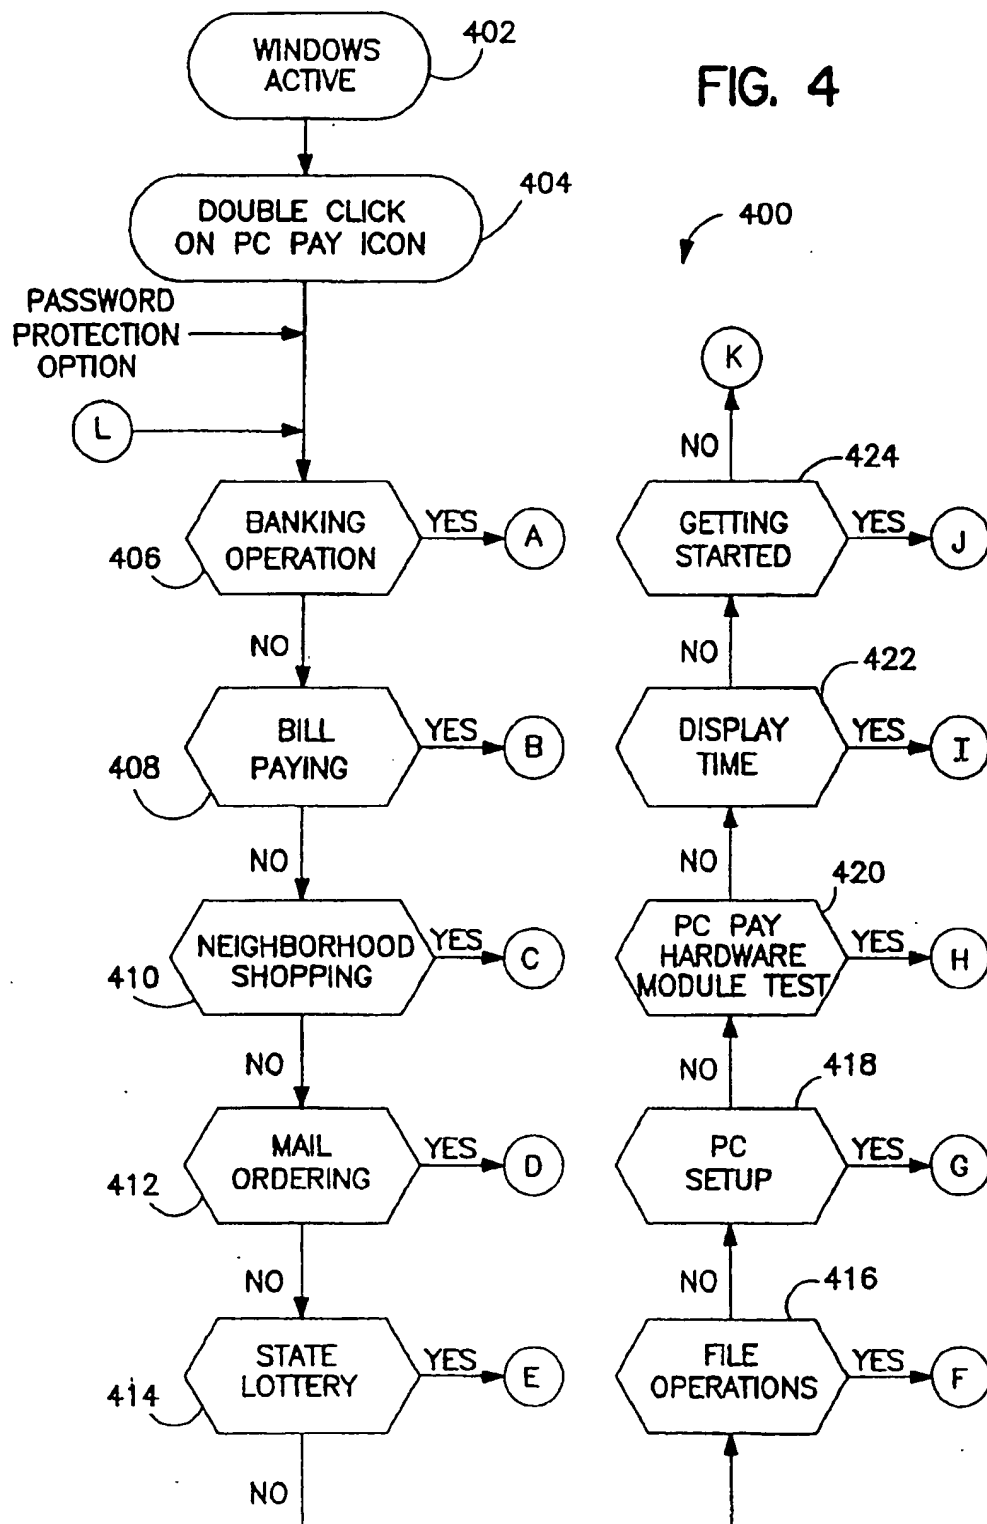 FIG. 4
400
WINDOWS
ACTIVE
402
DOUBLE CLICK
ON PC PAY ICON
404
PASSWORD
PROTECTION
OPTION
L
BANKING
OPERATION
406
YES
A
NO
BILL
PAYING
408
YES
B
NO
NEIGHBORHOOD
SHOPPING
410
YES
C
NO
MAIL
ORDERING
412
YES
D
NO
STATE
LOTTERY
414
YES
E
NO
FILE
OPERATIONS
416
YES
F
NO
PC
SETUP
418
YES
G
NO
PC PAY
HARDWARE
MODULE TEST
420
YES
H
NO
DISPLAY
TIME
422
YES
I
NO
GETTING
STARTED
424
YES
J
NO
K